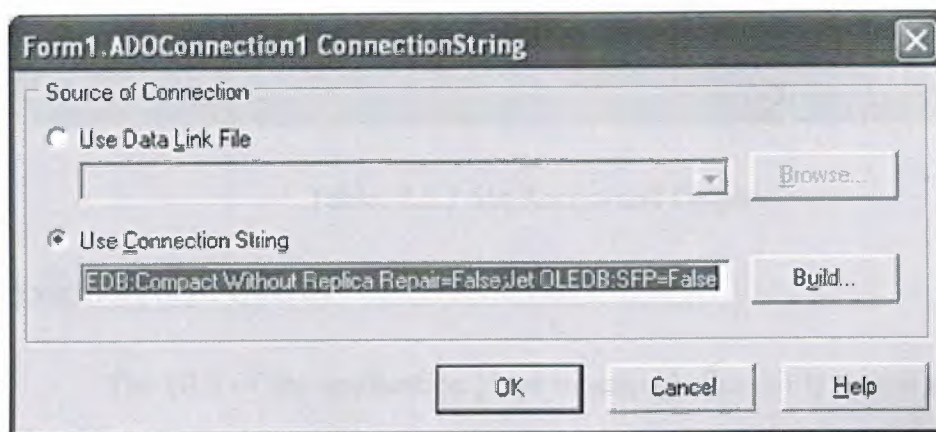 Form1.ADOConnection1 ConnectionString
Source of Connection
Use Data Link File
Browse...
Use Connection String
EDB:Compact Without Replica Repair=False;Jet OLEDB:SFP=False
Build...
OK Cancel Help